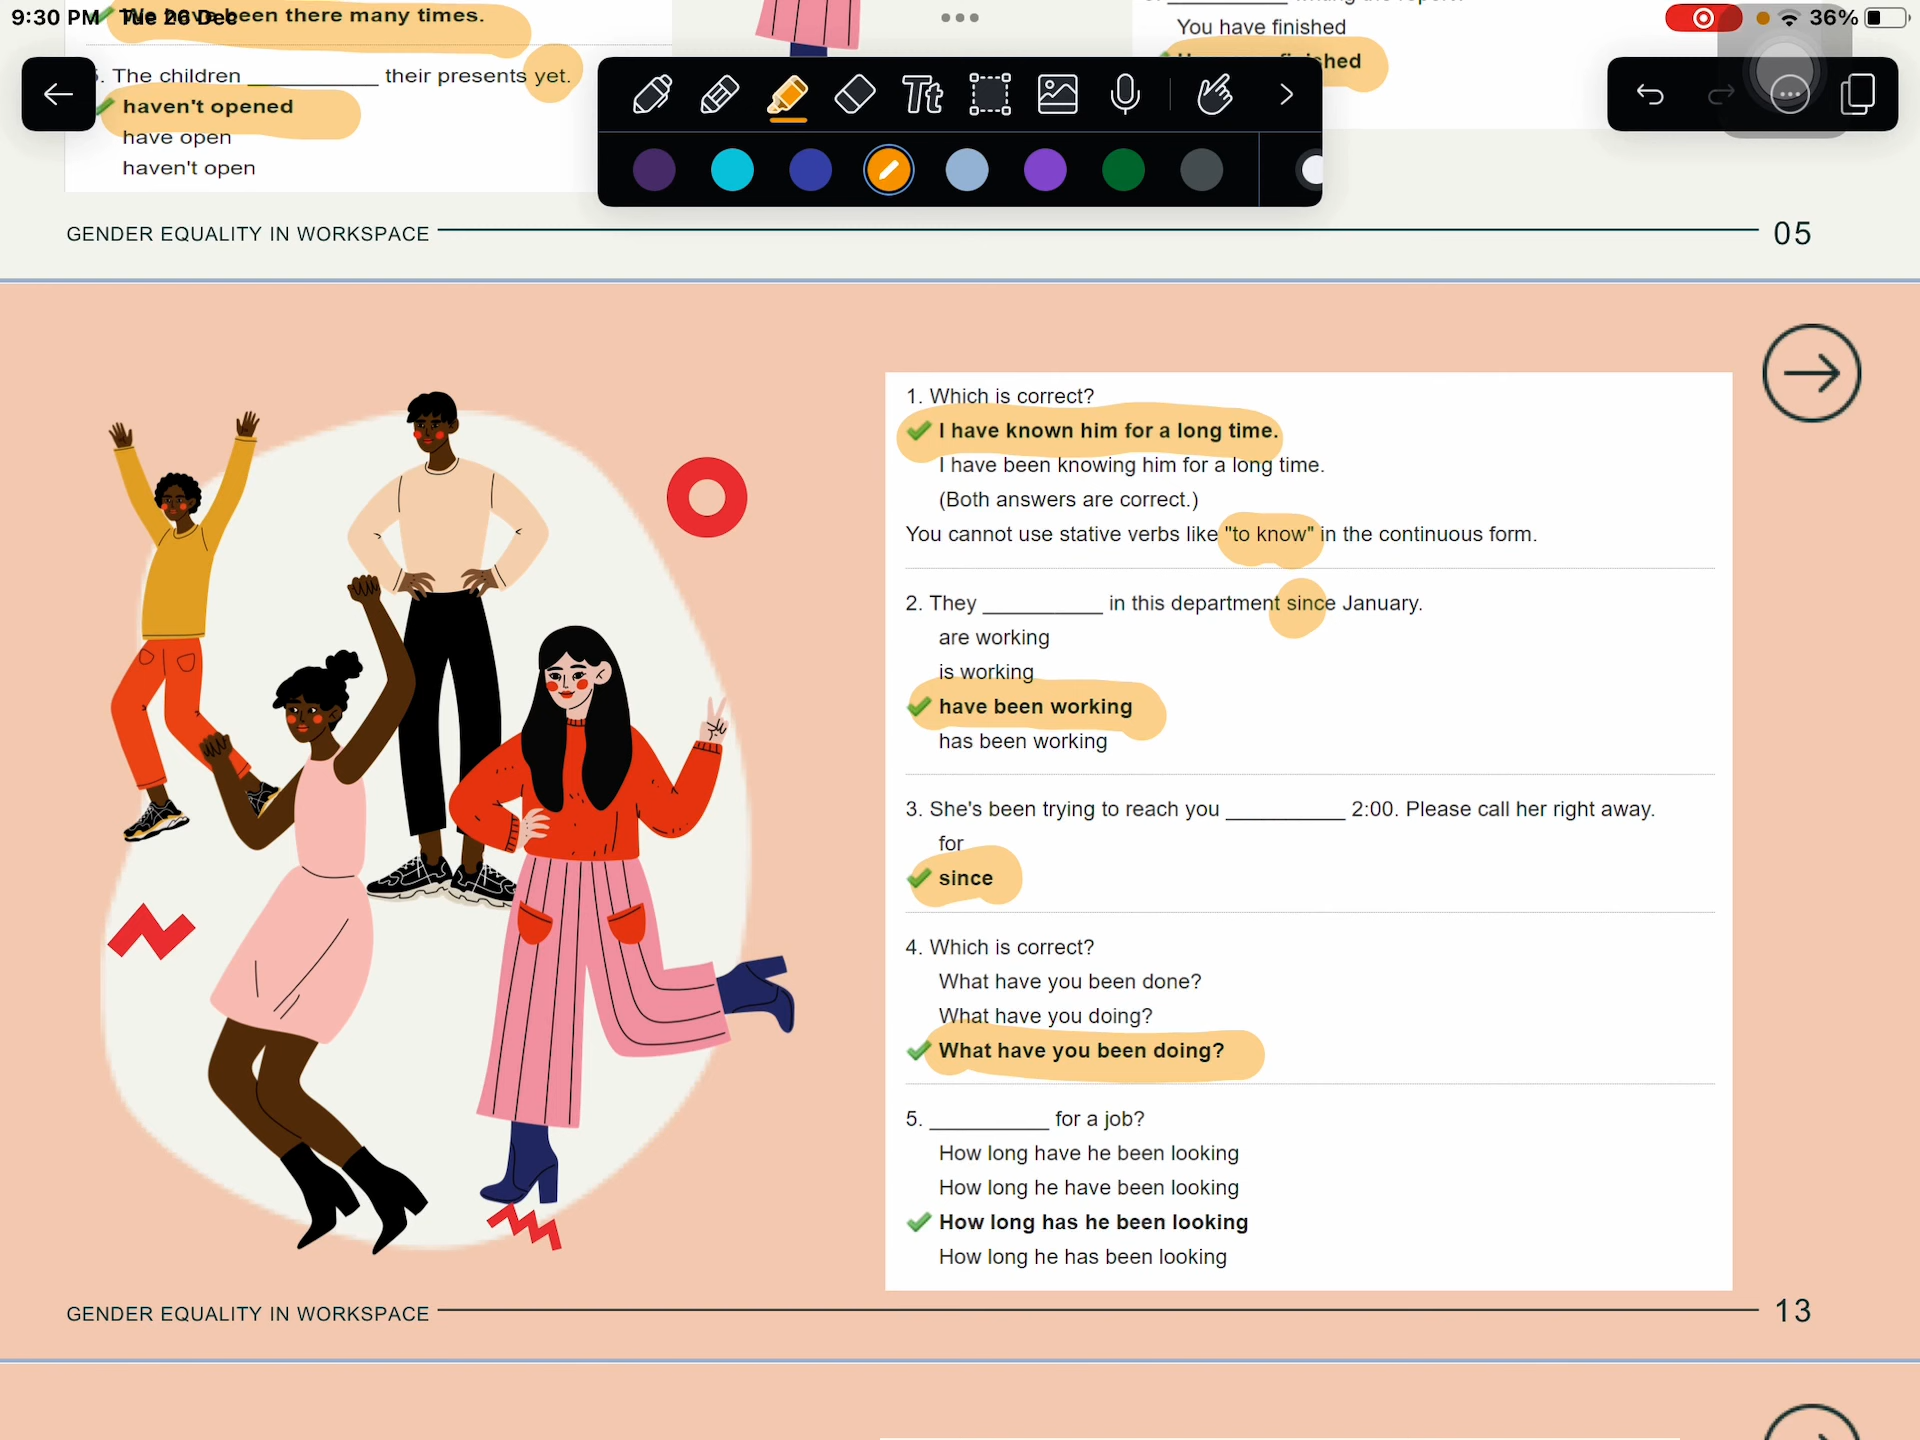 9:30 PM Tue 26 Dec
36%
We have been there many times.
The children __________ their presents yet.
haven't opened
have open
haven't open
You have finished
Tt
GENDER EQUALITY IN WORKSPACE
05
1. Which is correct?
I have known him for a long time.
I have been knowing him for a long time.
(Both answers are correct.)
You cannot use stative verbs like "to know" in the continuous form.
2. They __________ in this department since January.
are working
is working
have been working
has been working
3. She's been trying to reach you __________ 2:00. Please call her right away.
for
since
4. Which is correct?
What have you been done?
What have you doing?
What have you been doing?
5. __________ for a job?
How long have he been looking
How long he have been looking
How long has he been looking
How long he has been looking
GENDER EQUALITY IN WORKSPACE
13